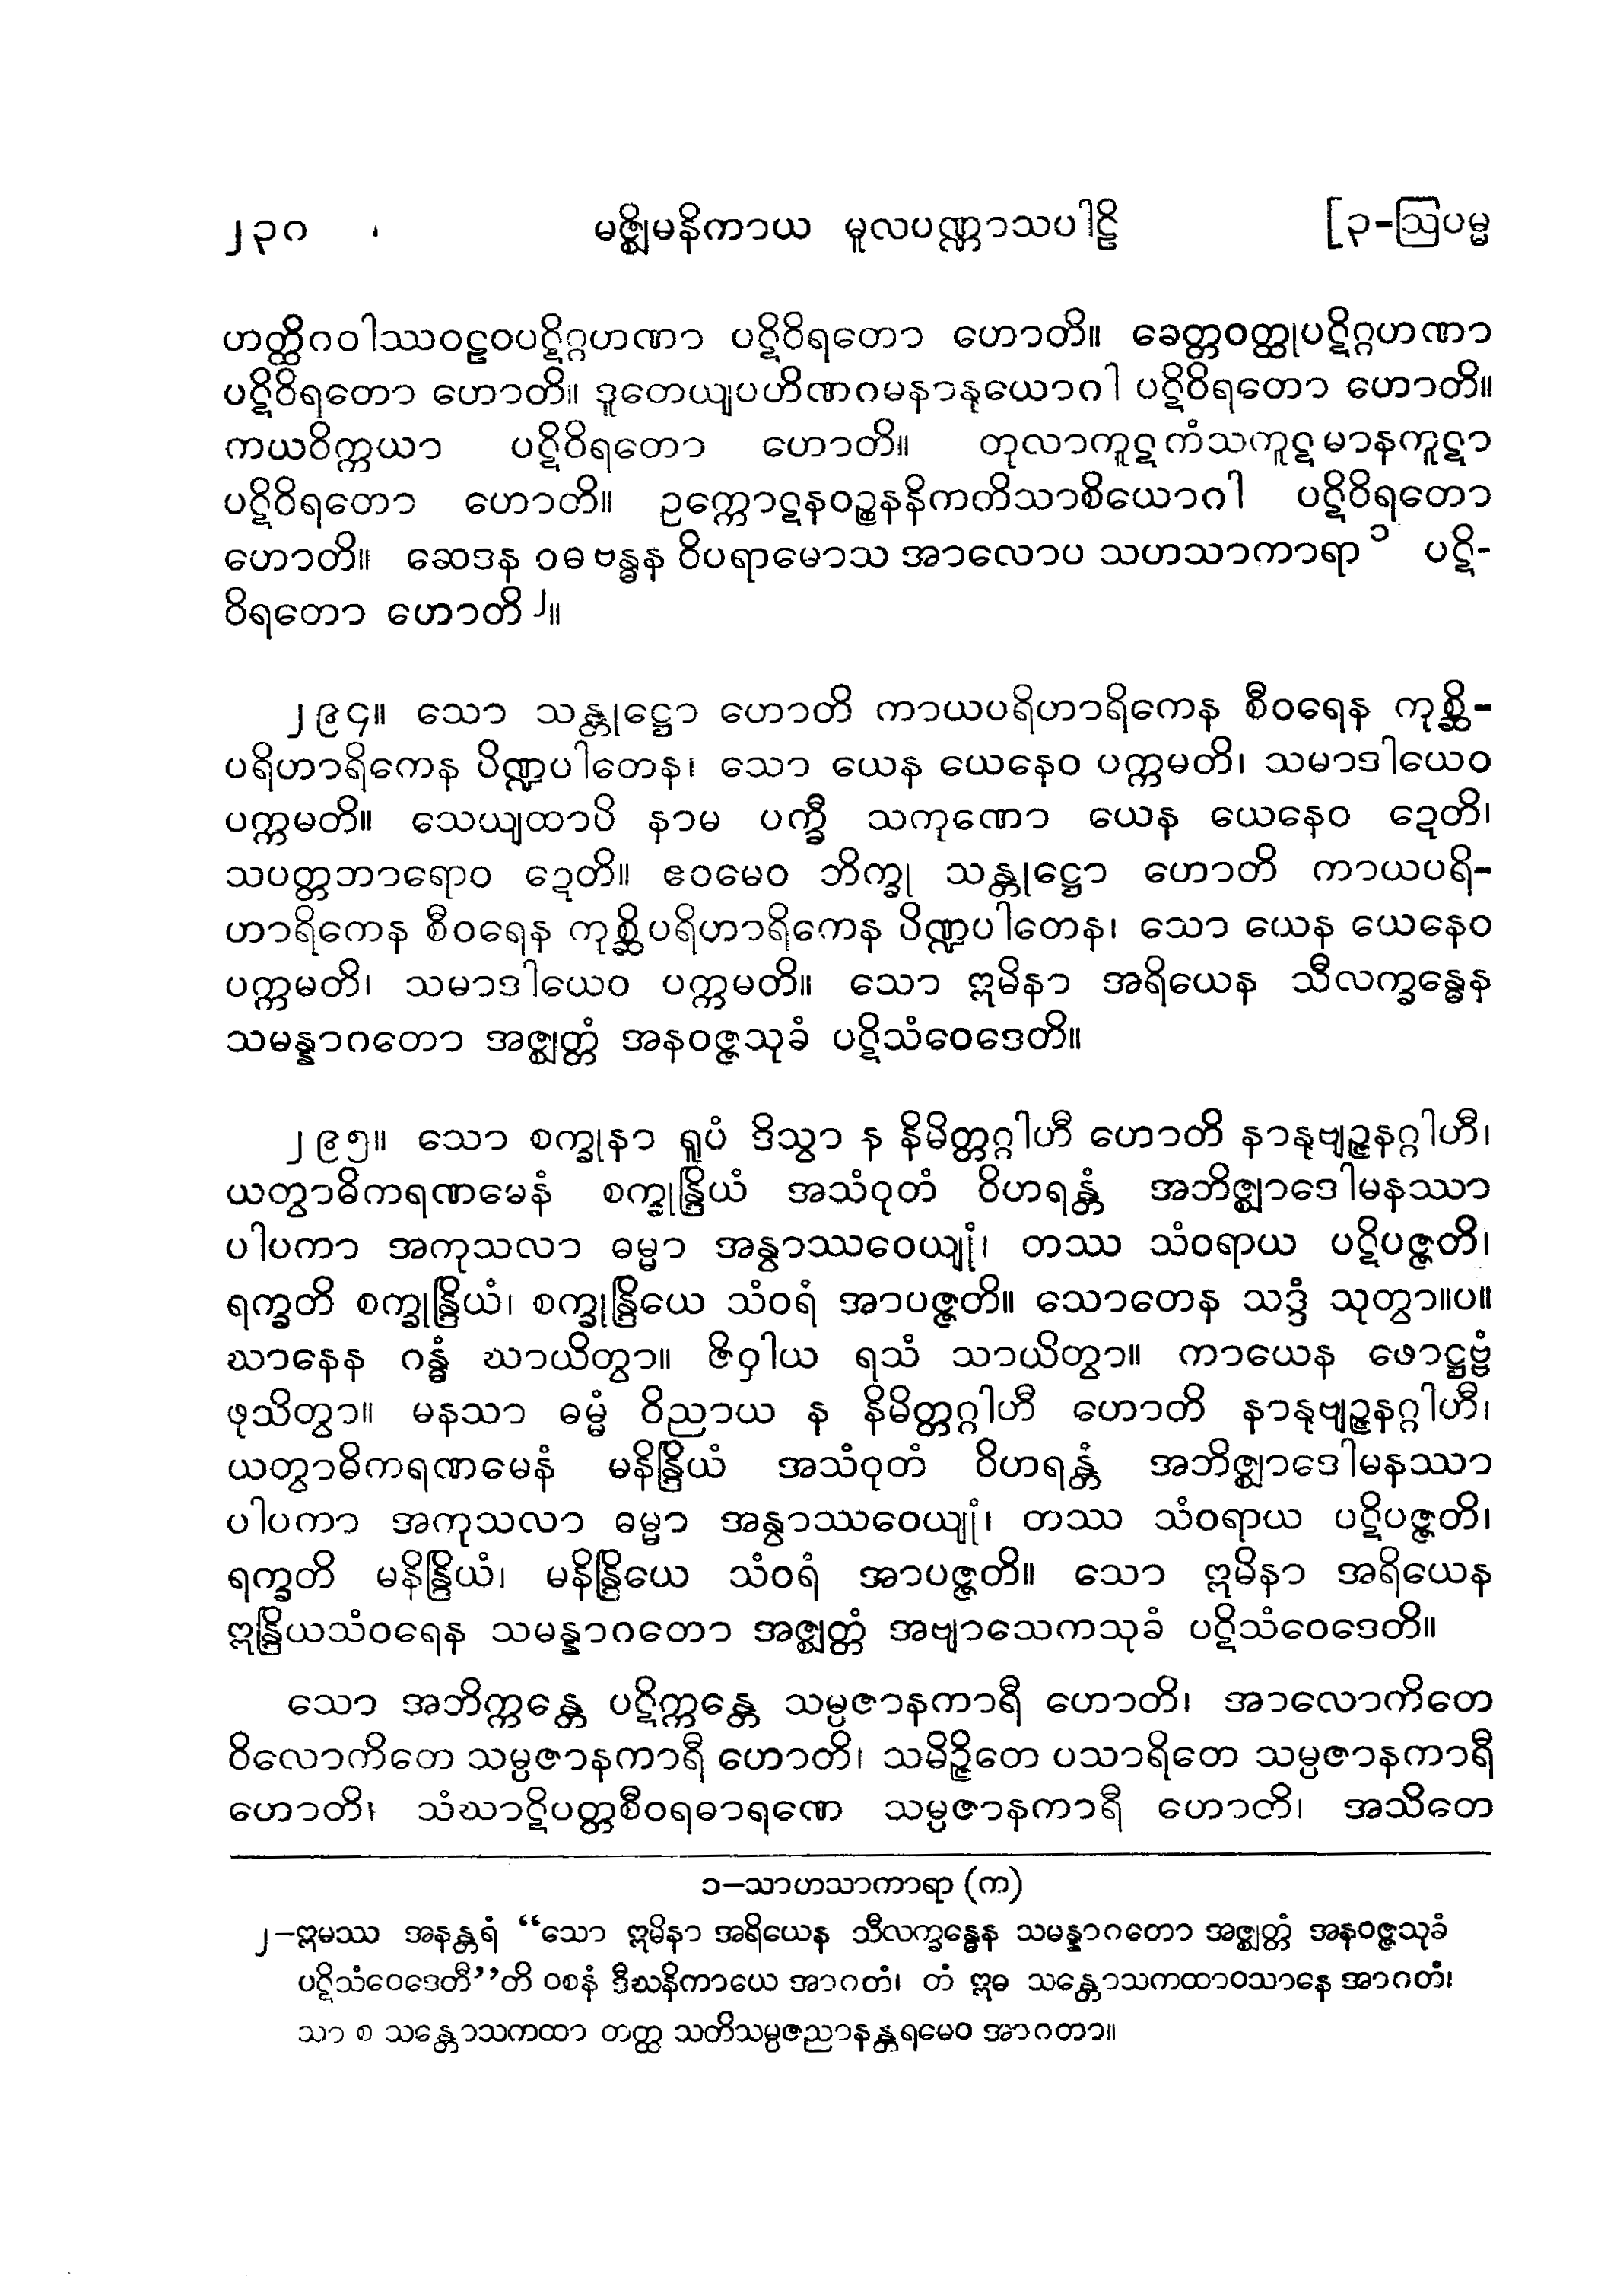 ၂၃၀ မဇ္ဈိမနိကာယ မူလပဏ္ဏာသပါဠိ [၃-ဩပမ္မ
ဟတ္ထိဂဝါဿဝဠဝပဋိဂ္ဂဟဏာ ပဋိဝိရတော ဟောတိ။ ခေတ္တဝတ္ထုပဋိဂ္ဂဟဏာ
ပဋိဝိရတော ဟောတိ။ ဒူတေယျပဟိဏဂမနာနုယောဂါ ပဋိဝိရတော ဟောတိ။
ကယဝိက္ကယာ ပဋိဝိရတော ဟောတိ။ တုလာကူဋကံသကူဋမာနကူဋာ
ပဋိဝိရတော ဟောတိ။ ဥက္ကောဋနဝဉ္စနနိကတိသာစိယောဂါ ပဋိဝိရတော
ဟောတိ။ ဆေဒန ဝဓ ဗန္ဓန ဝိပရာမောသ အာလောပ သဟသာကာရာ ၁ ပဋိ-
ဝိရတော ဟောတိ ၂။
၂၉၄။ သော သန္တုဋ္ဌော ဟောတိ ကာယပရိဟာရိကေန စီဝရေန ကုစ္ဆိ-
ပရိဟာရိကေန ပိဏ္ဍပါတေန၊ သော ယေန ယေနေဝ ပက္ကမတိ၊ သမာဒါယေဝ
ပက္ကမတိ။ သေယျထာပိ နာမ ပက္ခီ သကုဏော ယေန ယေနေဝ ဍေတိ၊
သပတ္တဘာရောဝ ဍေတိ။ ဧဝမေဝ ဘိက္ခု သန္တုဋ္ဌော ဟောတိ ကာယပရိ-
ဟာရိကေန စီဝရေန ကုစ္ဆိပရိဟာရိကေန ပိဏ္ဍပါတေန၊ သော ယေန ယေနေဝ
ပက္ကမတိ၊ သမာဒါယေဝ ပက္ကမတိ။ သော ဣမိနာ အရိယေန သီလက္ခန္ဓေန
သမန္နာဂတော အဇ္ဈတ္တံ အနဝဇ္ဇသုခံ ပဋိသံဝေဒေတိ။
၂၉၅။ သော စက္ခုနာ ရူပံ ဒိသွာ န နိမိတ္တဂ္ဂါဟီ ဟောတိ နာနုဗျဉ္ဇနဂ္ဂါဟီ၊
ယတွာဓိကရဏမေနံ စက္ခုန္ဒြိယံ အသံဝုတံ ဝိဟရန္တံ အဘိဇ္ဈာဒေါမနဿာ
ပါပကာ အကုသလာ ဓမ္မာ အန္വာဿဝေယျုံ၊ တဿ သံဝရာယ ပဋိပဇ္ဇတိ၊
ရက္ခတိ စက္ခုန္ဒြိယံ၊ စက္ခုန္ဒြိယေ သံဝရံ အာပဇ္ဇတိ။ သောတေန သဒ္ဒံ သုတွာ။ပ။
ဃာနေန ဂန္ဓံ ဃာယိတွာ။ ဇိဝှါယ ရသံ သာယိတွာ။ ကာယေန ဖောဋ္ဌဗ္ဗံ
ဖုသိတွာ။ မနသာ ဓမ္မံ ဝိညာယ န နိမိတ္တဂ္ဂါဟီ ဟောတိ နာနုဗျဉ္ဇနဂ္ဂါဟီ၊
ယတွာဓိကရဏမေနံ မနိန္ဒြိယံ အသံဝုတံ ဝိဟရန္တံ အဘိဇ္ဈာဒေါမနဿာ
ပါပကာ အကုသလာ ဓမ္မာ အန္വာဿဝေယျုံ၊ တဿ သံဝရာယ ပဋိပဇ္ဇတိ၊
ရက္ခတိ မနိန္ဒြိယံ၊ မနိန္ဒြိယေ သံဝရံ အာပဇ္ဇတိ။ သော ဣမိနာ အရိယေန
ဣန္ဒြိယသံဝရေန သမန္နာဂတော အဇ္ဈတ္တံ အဗျာသေကသုခံ ပဋိသံဝေဒေတိ။
သော အဘိက္ကန္တေ ပဋိက္ကန္တေ သမ္ပဇာနကာရီ ဟောတိ၊ အာလောကိတေ
ဝိလောကိတေ သမ္ပဇာနကာရီ ဟောတိ၊ သမိဉ္ဇိတေ ပသာရိတေ သမ္ပဇာနကာရီ
ဟောတိ၊ သံဃာဋိပတ္တစီဝရဓာရဏေ သမ္ပဇာနကာရီ ဟောတိ၊ အသိတေ
၁–သာဟသာကာရာ (က)
၂–ဣမဿ အနန္တရံ “သော ဣမိနာ အရိယေန သီလက္ခန္ဓေန သမန္နာဂတော အဇ္ဈတ္တံ အနဝဇ္ဇသုခံ
ပဋိသံဝေဒေတီ”တိ ဝစနံ ဒီဃနိကာယေ အာဂတံ၊ တံ ဣဓ သန္တောသကထာဝသာနေ အာဂတံ၊
သာ စ သန္တောသကထာ တတ္ထ သတိသမ္ပဇညာနန္တရမေဝ အာဂတာ။